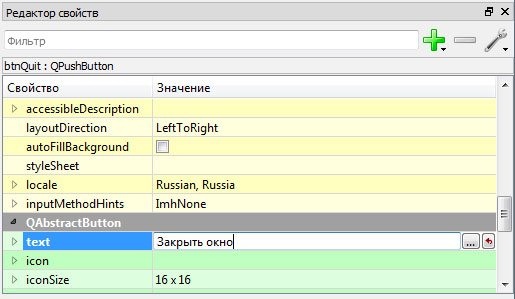 Редактор свойств
Фильтр
btnQuit : QPushButton
Свойство Значение
accessibleDescription
layoutDirection LeftToRight
autoFillBackground
styleSheet
locale Russian, Russia
inputMethodHints ImhNone
QAbstractButton
text Закрыть окно ...
icon
iconSize 16 x 16